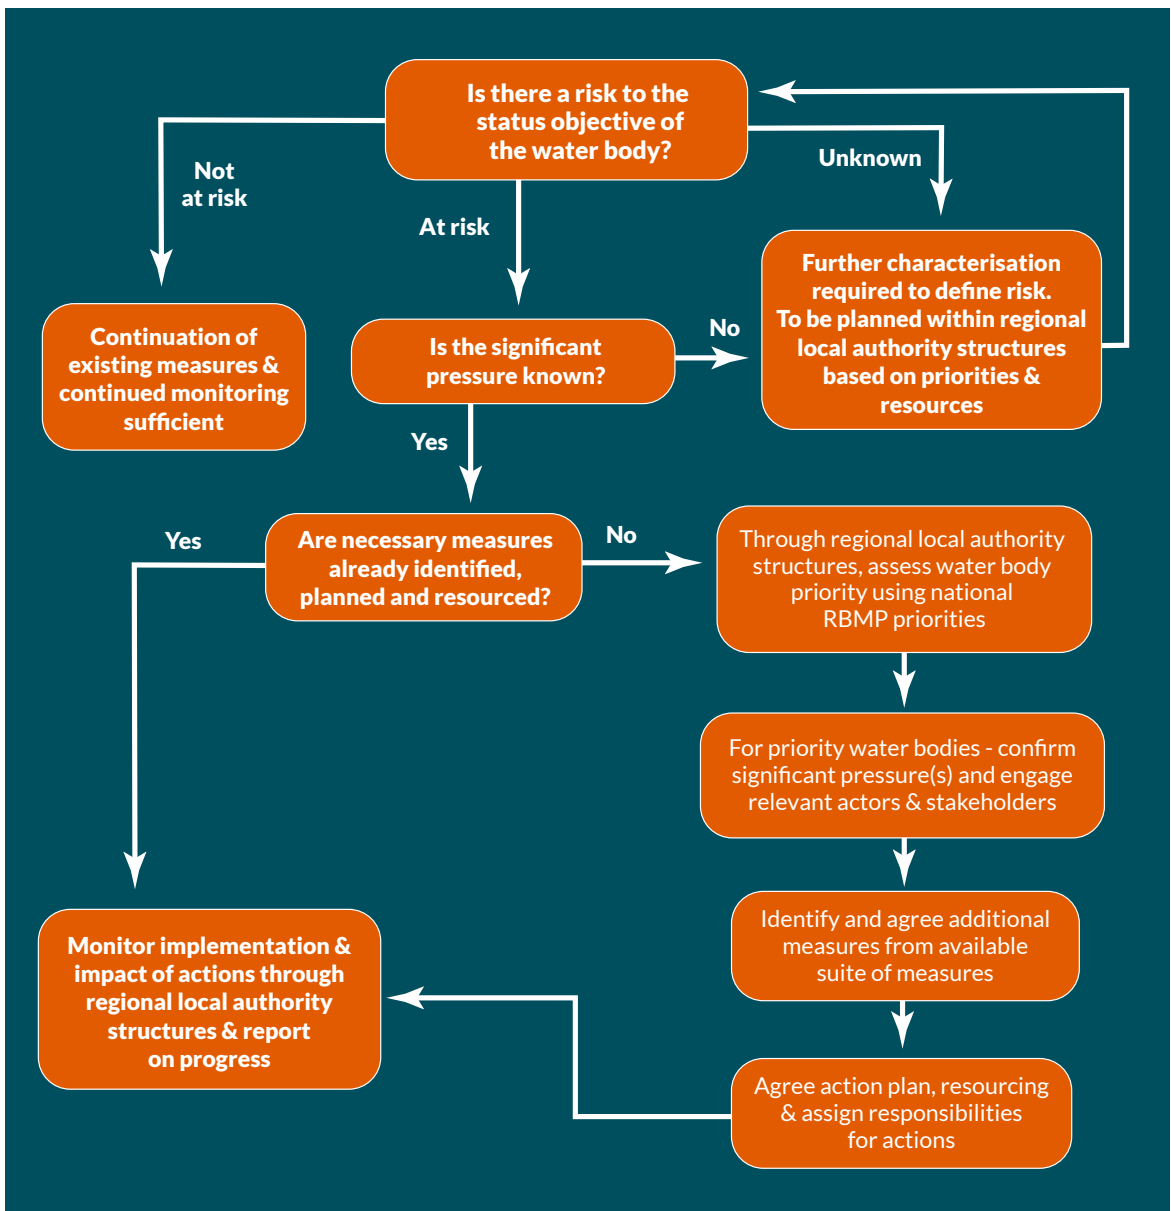 Is there a risk to the
status objective of
the water body?
Not
at risk
At risk
Unknown
Continuation of
existing measures &
continued monitoring
sufficient
Is the significant
pressure known?
No
Further characterisation
required to define risk.
To be planned within regional
local authority structures
based on priorities &
resources
Yes
Yes
Are necessary measures
already identified,
planned and resourced?
No
Through regional local authority
structures, assess water body
priority using national
RBMP priorities
For priority water bodies - confirm
significant pressure(s) and engage
relevant actors & stakeholders
Identify and agree additional
measures from available
suite of measures
Agree action plan, resourcing
& assign responsibilities
for actions
Monitor implementation &
impact of actions through
regional local authority
structures & report
on progress